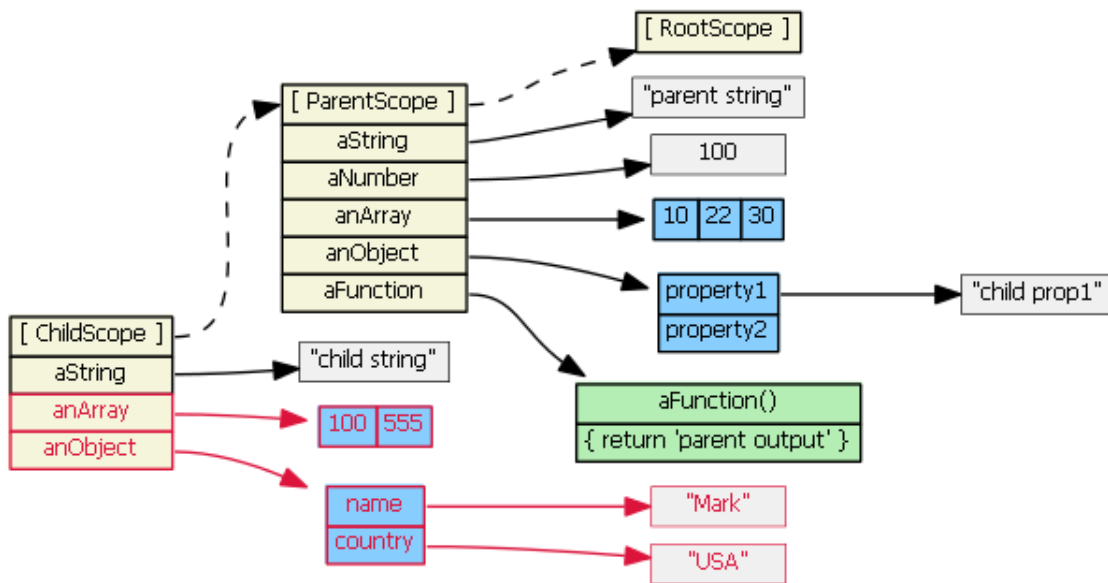 [ RootScope ]
[ ParentScope ]
aString
aNumber
anArray
anObject
aFunction
"parent string"
100
10 22 30
property1
property2
"child prop1"
aFunction()
{ return 'parent output' }
[ ChildScope ]
aString
anArray
anObject
"child string"
100 555
name
country
"Mark"
"USA"